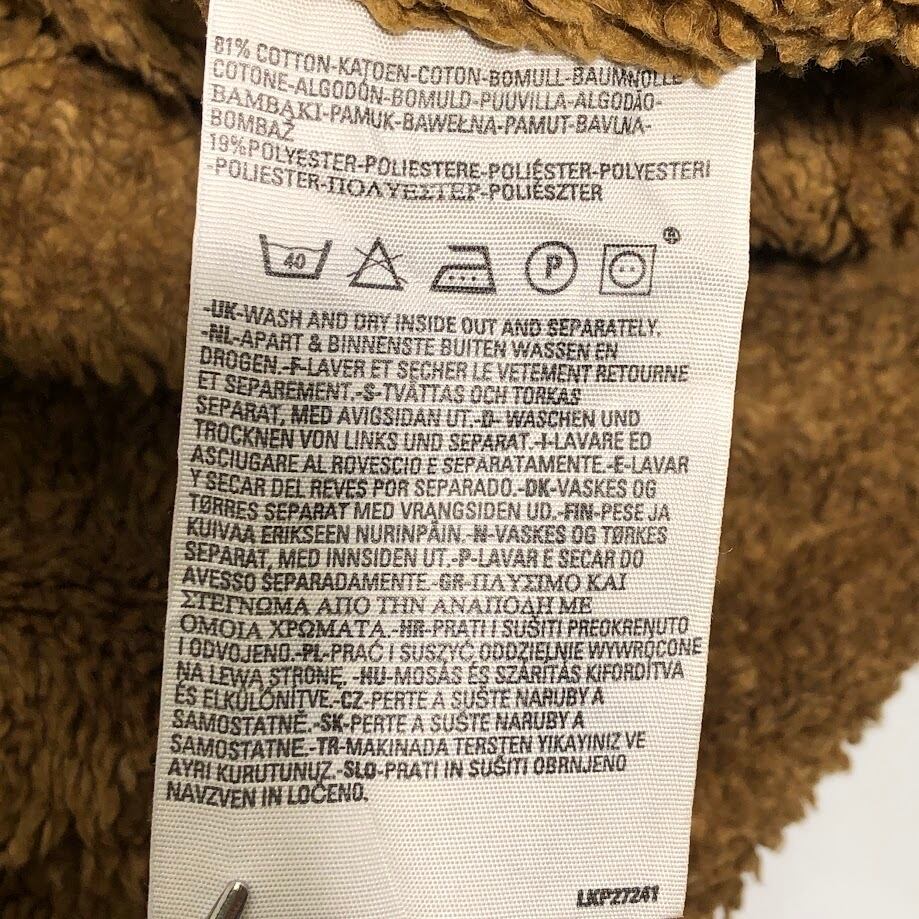 81% COTTON-KATOEN-COTON-BOMULL-BAUMWOLLE
COTONE-ALGODÓN-BOMULD-PUUVILLA-ALGODÃO-
ΒΑΜΒΑΚΙ-PAMUK-BAWEŁNA-PAMUT-BAVLNA-
BOMBAŽ
19%POLYESTER-POLIESTERE-POLIÉSTER-POLYESTERI
-POLIESTER-ΠΟΛΥΕΣΤΕΡ-POLIÉSZTER
40 P
-UK-WASH AND DRY INSIDE OUT AND SEPARATELY.
-NL-APART & BINNENSTE BUITEN WASSEN EN
DROGEN.-F-LAVER ET SECHER LE VETEMENT RETOURNE
ET SEPAREMENT.-S-TVÄTTAS OCH TORKAS
SEPARAT, MED AVIGSIDAN UT.-D- WASCHEN UND
TROCKNEN VON LINKS UND SEPARAT.-I-LAVARE ED
ASCIUGARE AL ROVESCIO E SEPARATAMENTE.-E-LAVAR
Y SECAR DEL REVES POR SEPARADO.-DK-VASKES OG
TØRRES SEPARAT MED VRANGSIDEN UD.-FIN-PESE JA
KUIVAA ERIKSEEN NURINPÄIN.-N-VASKES OG TØRKES
SEPARAT, MED INNSIDEN UT.-P-LAVAR E SECAR DO
AVESSO SEPARADAMENTE.-GR-ΠΛΥΣΙΜΟ ΚΑΙ
ΣΤΕΓΝΩΜΑ ΑΠΟ ΤΗΝ ΑΝΑΠΟΔΗ ΜΕ
ΟΜΟΙΑ ΧΡΩΜΑΤΑ.-HR-PRATI I SUŠITI PREOKRENUTO
I ODVOJENO.-PL-PRAĆ I SUSZYĆ ODDZIELNIE WYWRÓCONE
NA LEWĄ STRONĘ. -HU-MOSÁS ÉS SZÁRÍTÁS KIFORDÍTVA
ÉS ELKÜLÖNÍTVE.-CZ-PERTE A SUŠTE NARUBY A
SAMOSTATNĚ.-SK-PERTE A SUŠTE NARUBY A
SAMOSTATNE.-TR-MAKINADA TERSTEN YIKAYINIZ VE
AYRI KURUTUNUZ.-SLO-PRATI IN SUŠITI OBRNJENO
NAVZVEN IN LOČENO.
LKP27241